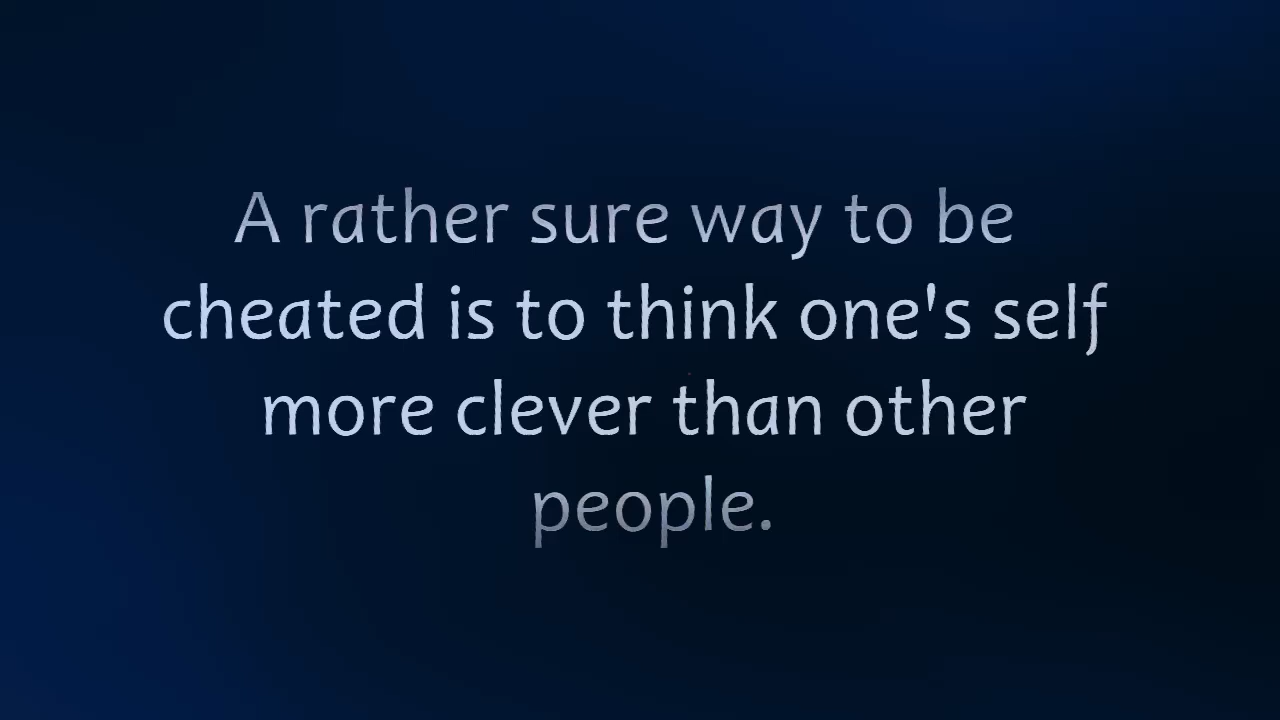 A rather sure way to be
cheated is to think one's self
more clever than other
people.